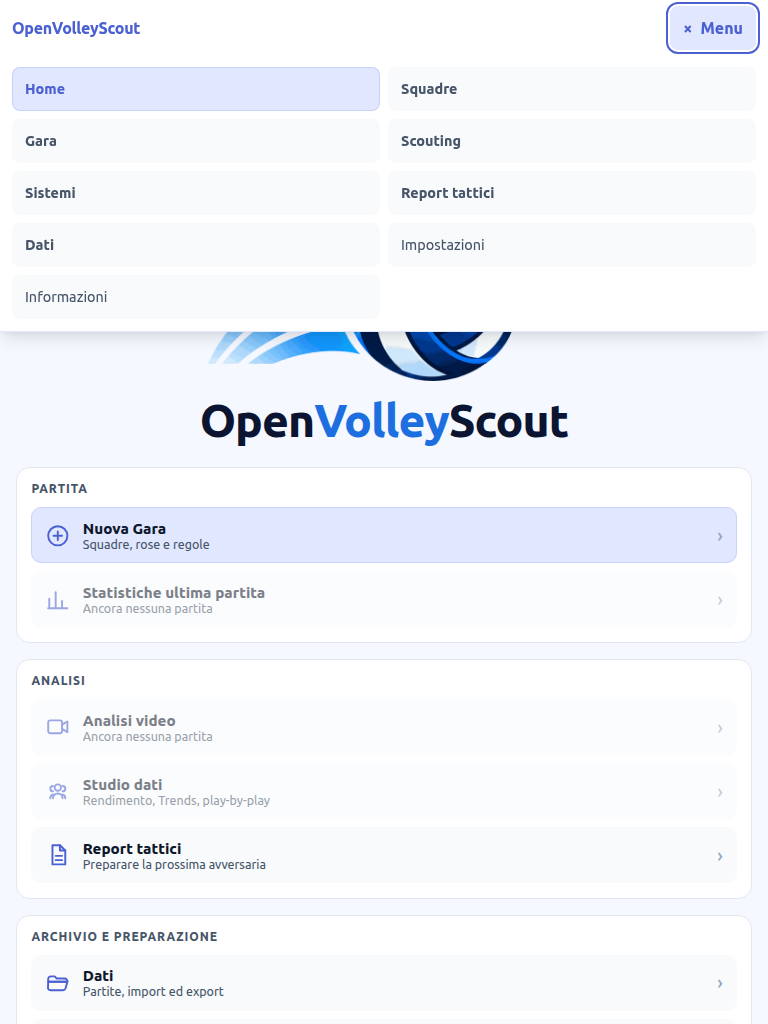 OpenVolleyScout
× Menu
Home
Squadre
Gara
Scouting
Sistemi
Report tattici
Dati
Impostazioni
Informazioni
OpenVolleyScout
PARTITA
Nuova Gara
Squadre, rose e regole
Statistiche ultima partita
Ancora nessuna partita
ANALISI
Analisi video
Ancora nessuna partita
Studio dati
Rendimento, Trends, play-by-play
Report tattici
Preparare la prossima avversaria
ARCHIVIO E PREPARAZIONE
Dati
Partite, import ed export